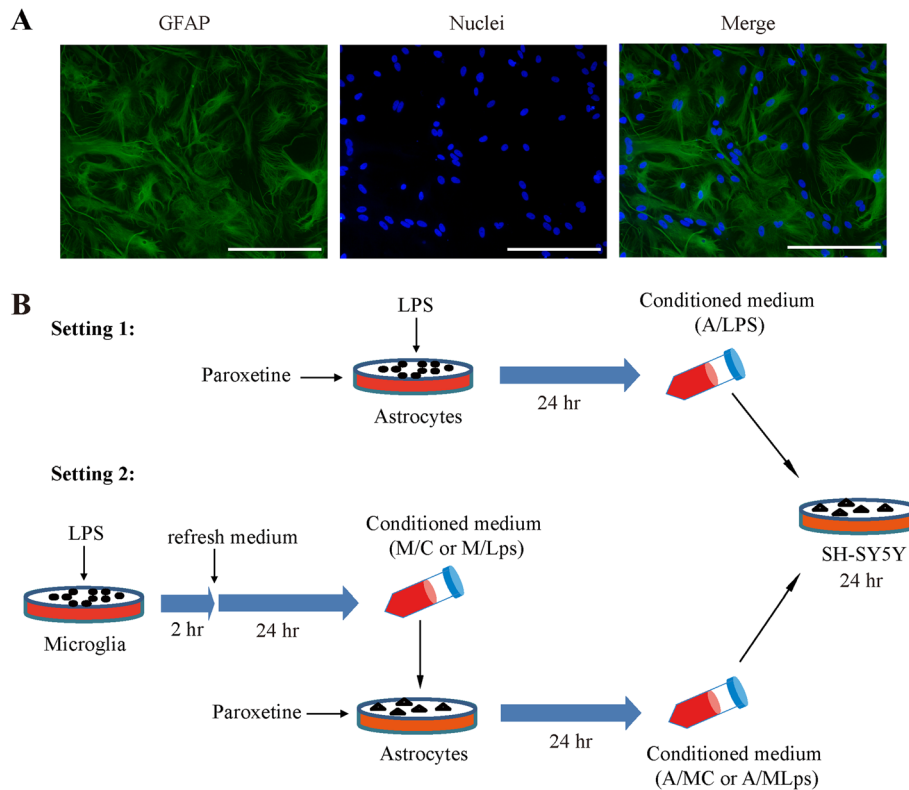 A
GFAP
Nuclei
Merge
B
Setting 1:
LPS
Paroxetine
Astrocytes
24 hr
Conditioned medium
(A/LPS)
Setting 2:
LPS
refresh medium
Microglia
2 hr
24 hr
Conditioned medium
(M/C or M/Lps)
SH-SY5Y
24 hr
Paroxetine
Astrocytes
24 hr
Conditioned medium
(A/MC or A/MLps)